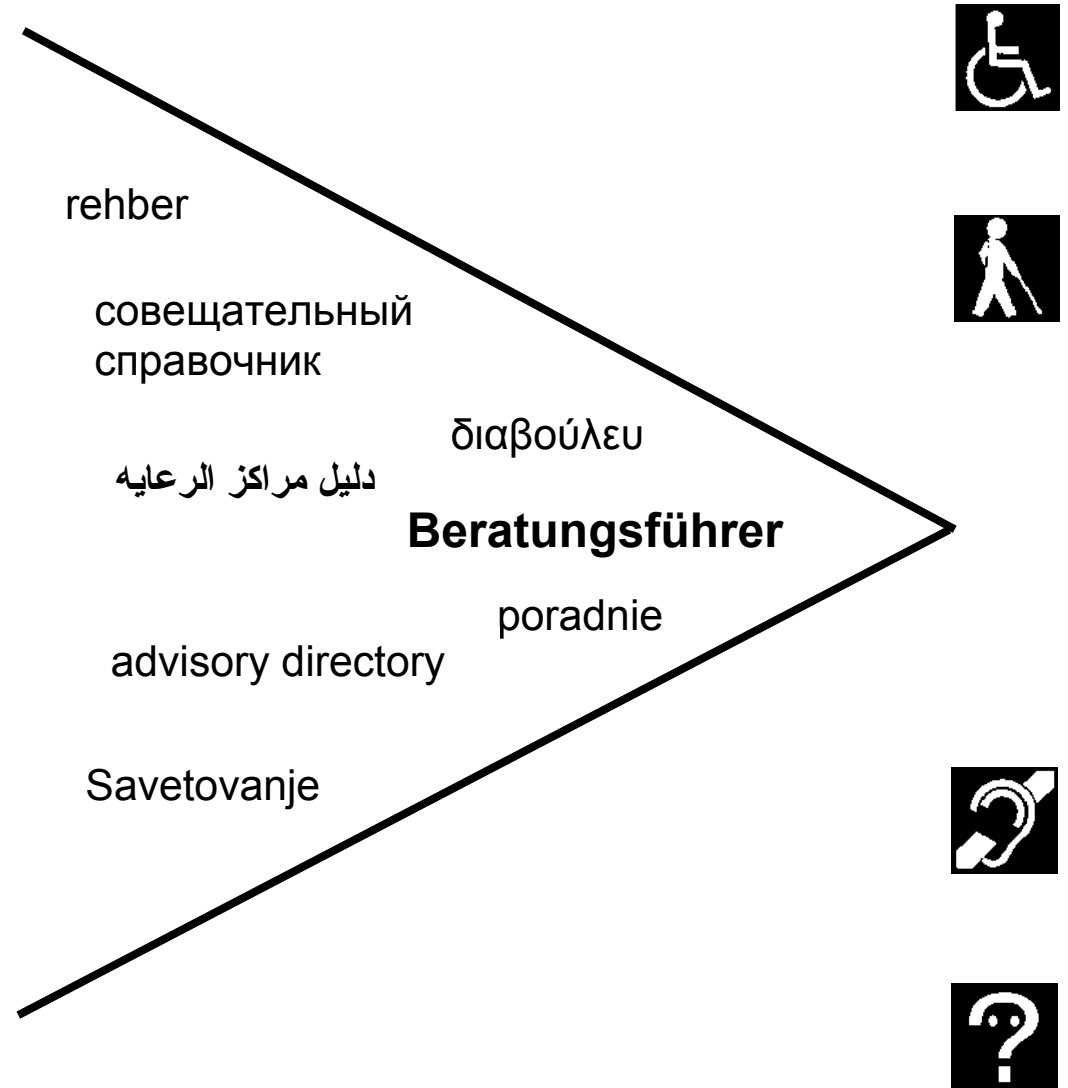 rehber
совещательный
справочник
διαβούλευ
دليل مراكز الرعايه
Beratungsführer
poradnie
advisory directory
Savetovanje